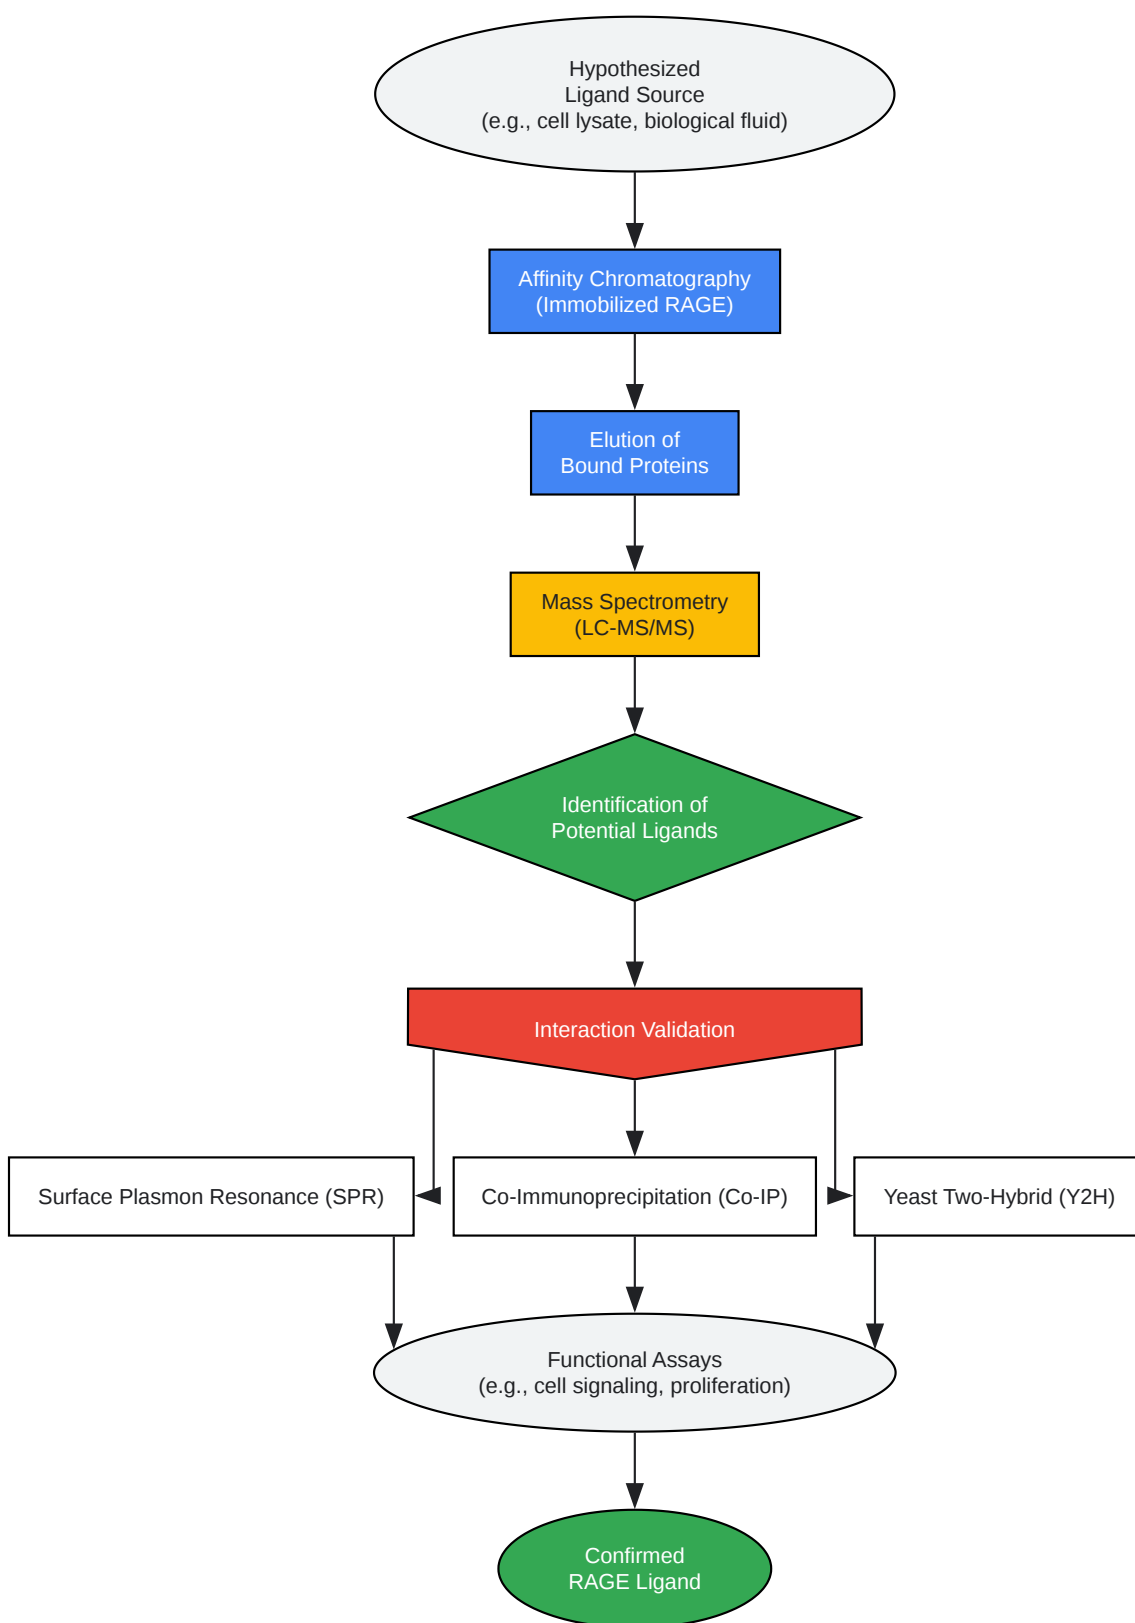 Hypothesized
Ligand Source
(e.g., cell lysate, biological fluid)
Affinity Chromatography
(Immobilized RAGE)
Elution of
Bound Proteins
Mass Spectrometry
(LC-MS/MS)
Identification of
Potential Ligands
Interaction Validation
Surface Plasmon Resonance (SPR)
Co-Immunoprecipitation (Co-IP)
Yeast Two-Hybrid (Y2H)
Functional Assays
(e.g., cell signaling, proliferation)
Confirmed
RAGE Ligand